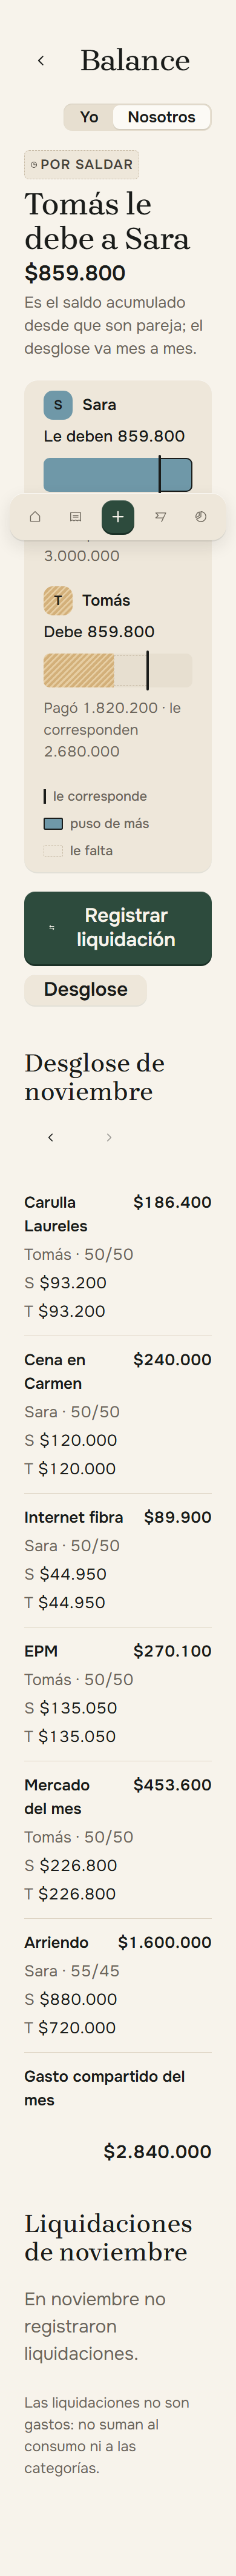 Balance
Yo Nosotros
POR SALDAR
Tomás le
debe a Sara
$859.800
Es el saldo acumulado
desde que son pareja; el
desglose va mes a mes.
S Sara
Le deben 859.800
3.000.000
T Tomás
Debe 859.800
Pagó 1.820.200 · le
corresponden
2.680.000
le corresponde
puso de más
le falta
Registrar
liquidación
Desglose
Desglose de
noviembre
Carulla $186.400
Laureles
Tomás · 50/50
S $93.200
T $93.200
Cena en $240.000
Carmen
Sara · 50/50
S $120.000
T $120.000
Internet fibra $89.900
Sara · 50/50
S $44.950
T $44.950
EPM $270.100
Tomás · 50/50
S $135.050
T $135.050
Mercado $453.600
del mes
Tomás · 50/50
S $226.800
T $226.800
Arriendo $1.600.000
Sara · 55/45
S $880.000
T $720.000
Gasto compartido del
mes
$2.840.000
Liquidaciones
de noviembre
En noviembre no
registraron
liquidaciones.
Las liquidaciones no son
gastos: no suman al
consumo ni a las
categorías.